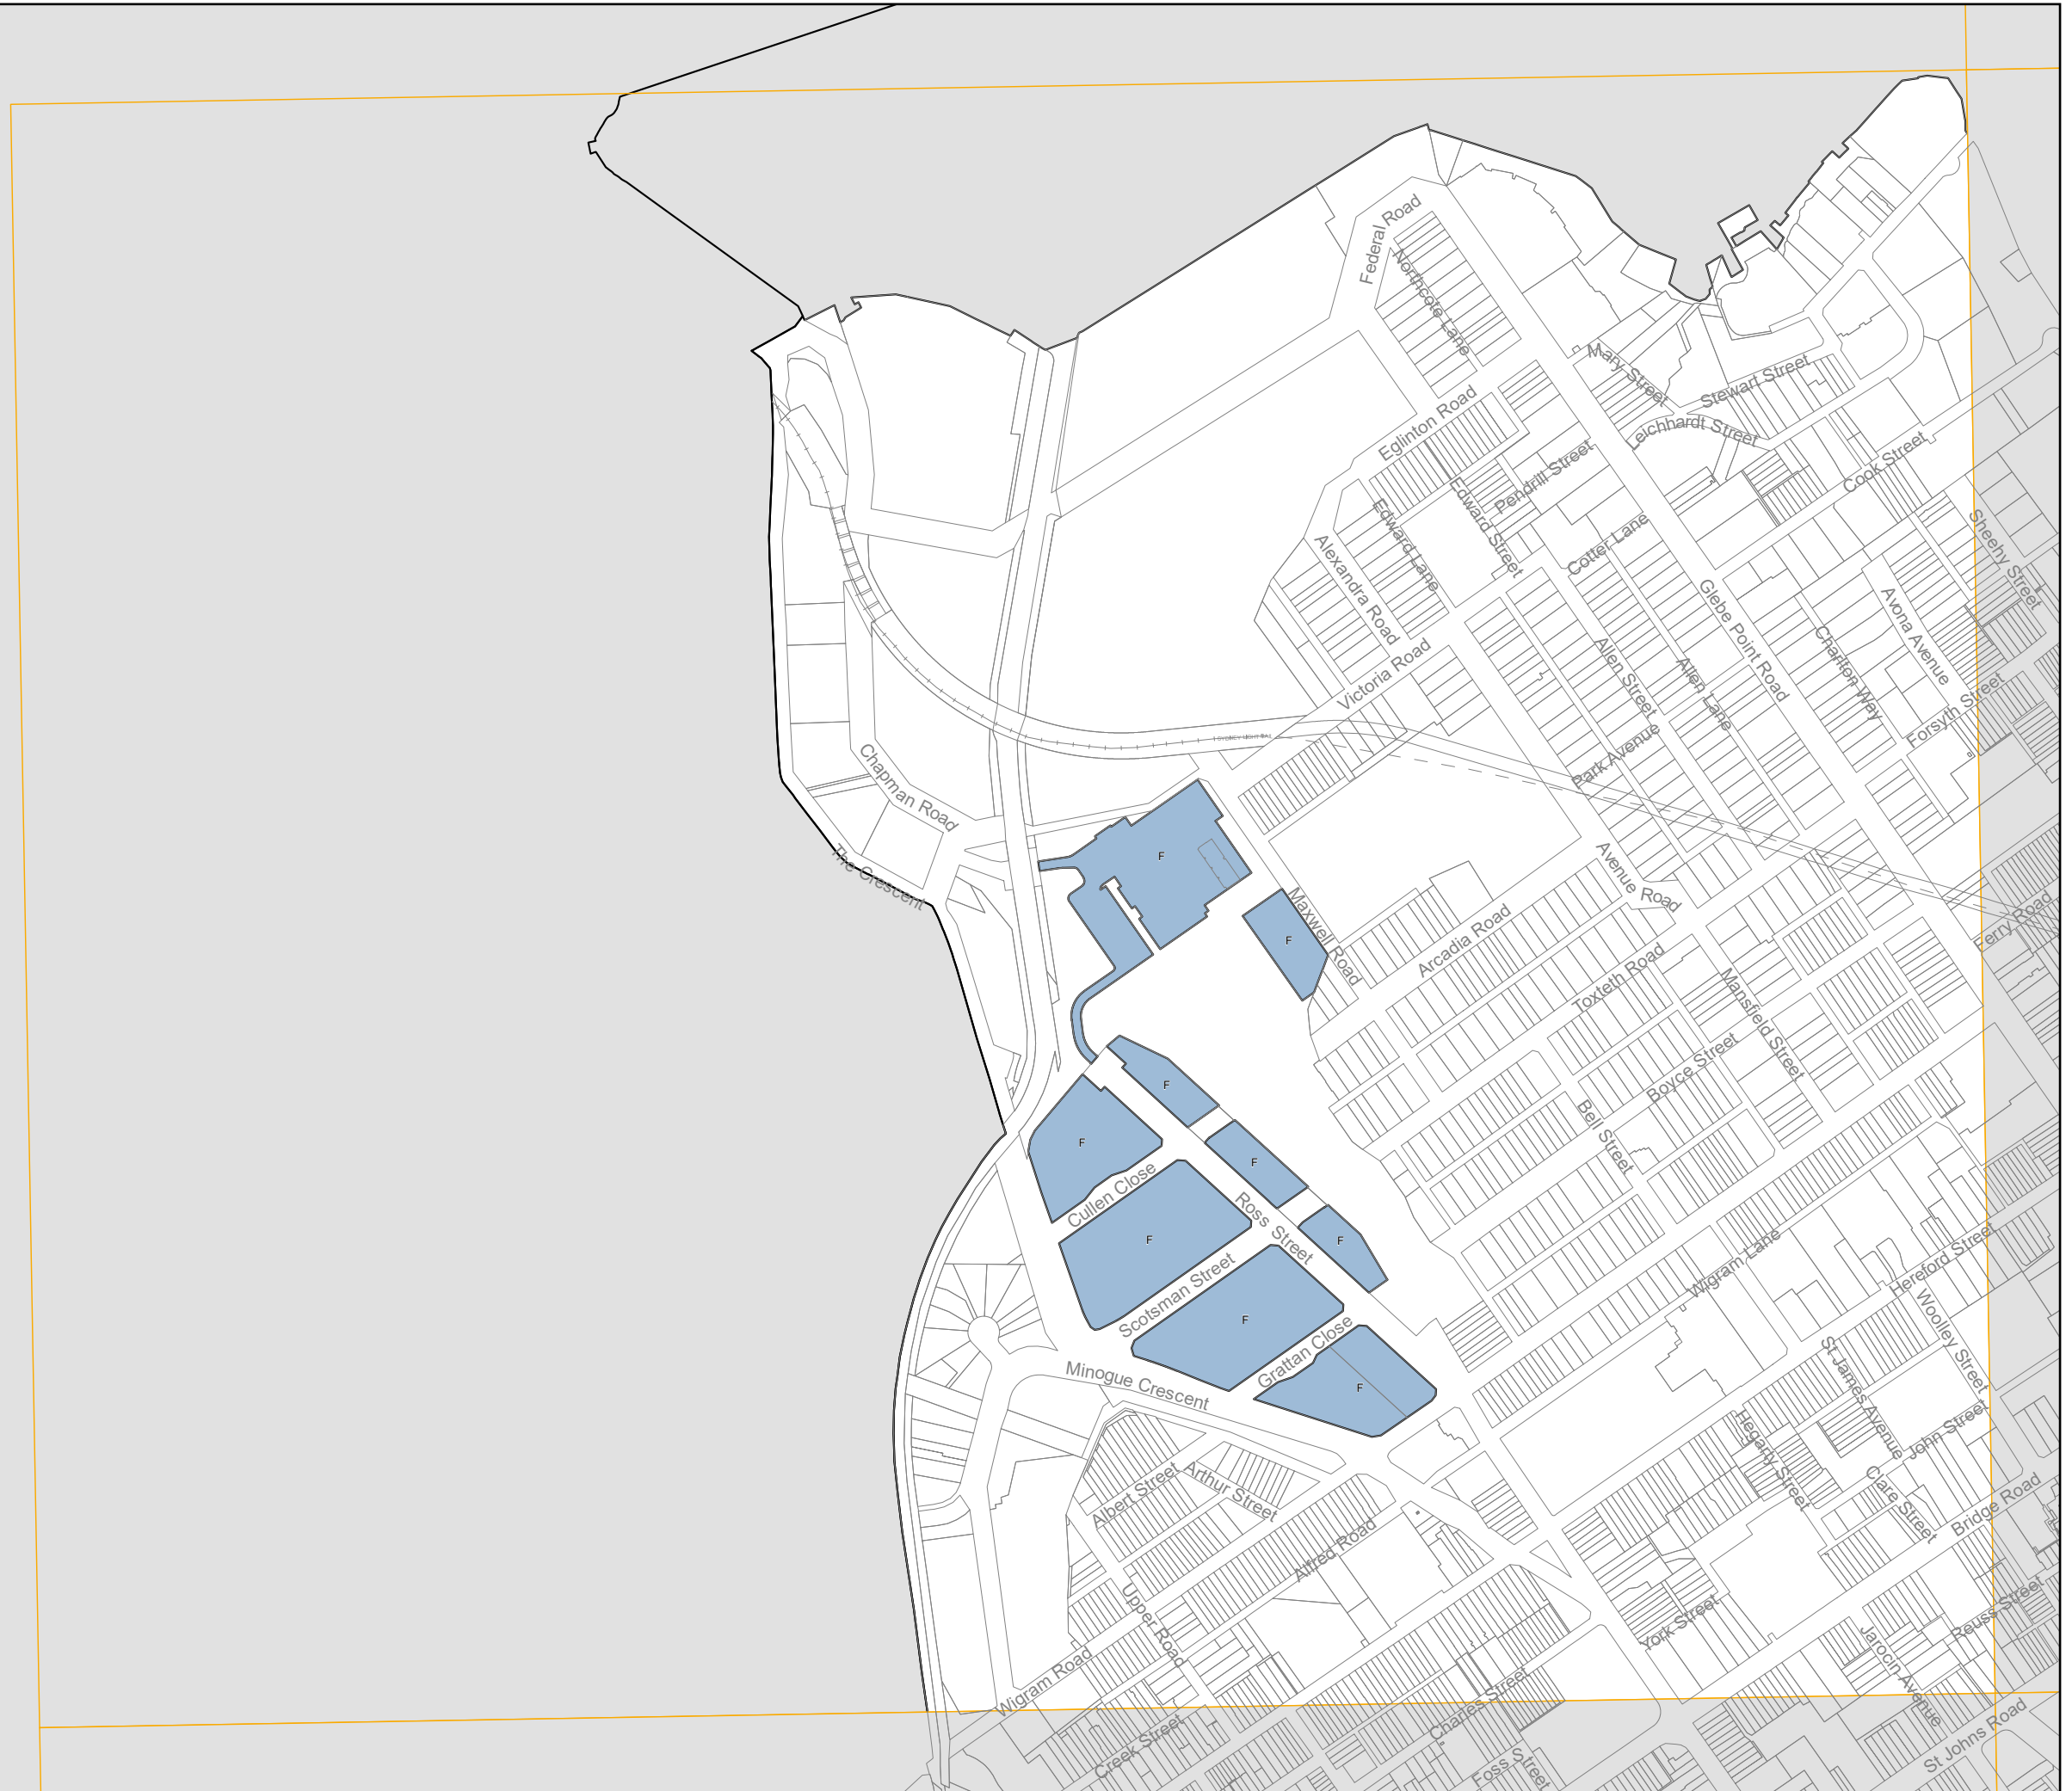 Federal Road
Northcote Lane
Mary Street
Stewart Street
Leichhardt Street
Eglinton Road
Cook Street
Pendrill Street
Edward Street
Edward Lane
Sheehy Street
Cotter Lane
Alexandra Road
Glebe Point Road
Avona Avenue
Charlton Way
Allen Street
Allen Lane
Victoria Road
Forsyth Street
SYDNEY LIGHT RAIL
Park Avenue
Chapman Road
The Crescent
F
Avenue Road
Maxwell Road
F
Arcadia Road
Ferry Road
Toxteth Road
Mansfield Street
Boyce Street
F
Bell Street
F
F
Cullen Close
Ross Street
F
F
Wigram Lane
Hereford Street
Scotsman Street
Woolley Street
F
Grattan Close
St James Avenue
Minogue Crescent
F
John Street
Hegarty Street
Clare Street
Albert Street
Arthur Street
Bridge Road
Alfred Road
Upper Road
York Street
Reuss Street
Jarocin Avenue
Wigram Road
Charles Street
Creek Street
St Johns Road
Foss Street